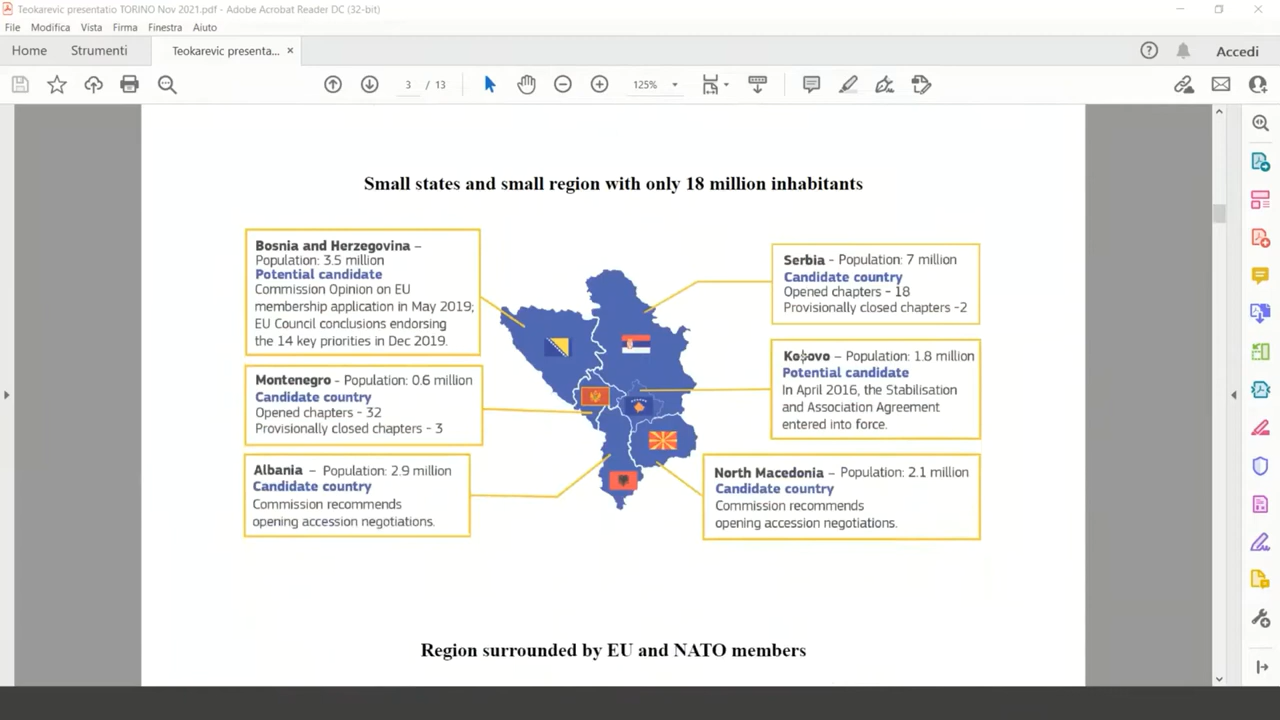 Teokarevic presentatio TORINO Nov 2021.pdf - Adobe Acrobat Reader DC (32-bit)
File Modifica Vista Firma Finestra Aiuto
Home Strumenti Teokarevic presenta... × Accedi
3 / 13 125%
Small states and small region with only 18 million inhabitants
Bosnia and Herzegovina –
Population: 3.5 million
Potential candidate
Commission Opinion on EU
membership application in May 2019;
EU Council conclusions endorsing
the 14 key priorities in Dec 2019.
Serbia - Population: 7 million
Candidate country
Opened chapters - 18
Provisionally closed chapters -2
Kosovo – Population: 1.8 million
Potential candidate
In April 2016, the Stabilisation
and Association Agreement
entered into force.
Montenegro - Population: 0.6 million
Candidate country
Opened chapters - 32
Provisionally closed chapters - 3
Albania – Population: 2.9 million
Candidate country
Commission recommends
opening accession negotiations.
North Macedonia – Population: 2.1 million
Candidate country
Commission recommends
opening accession negotiations.
Region surrounded by EU and NATO members